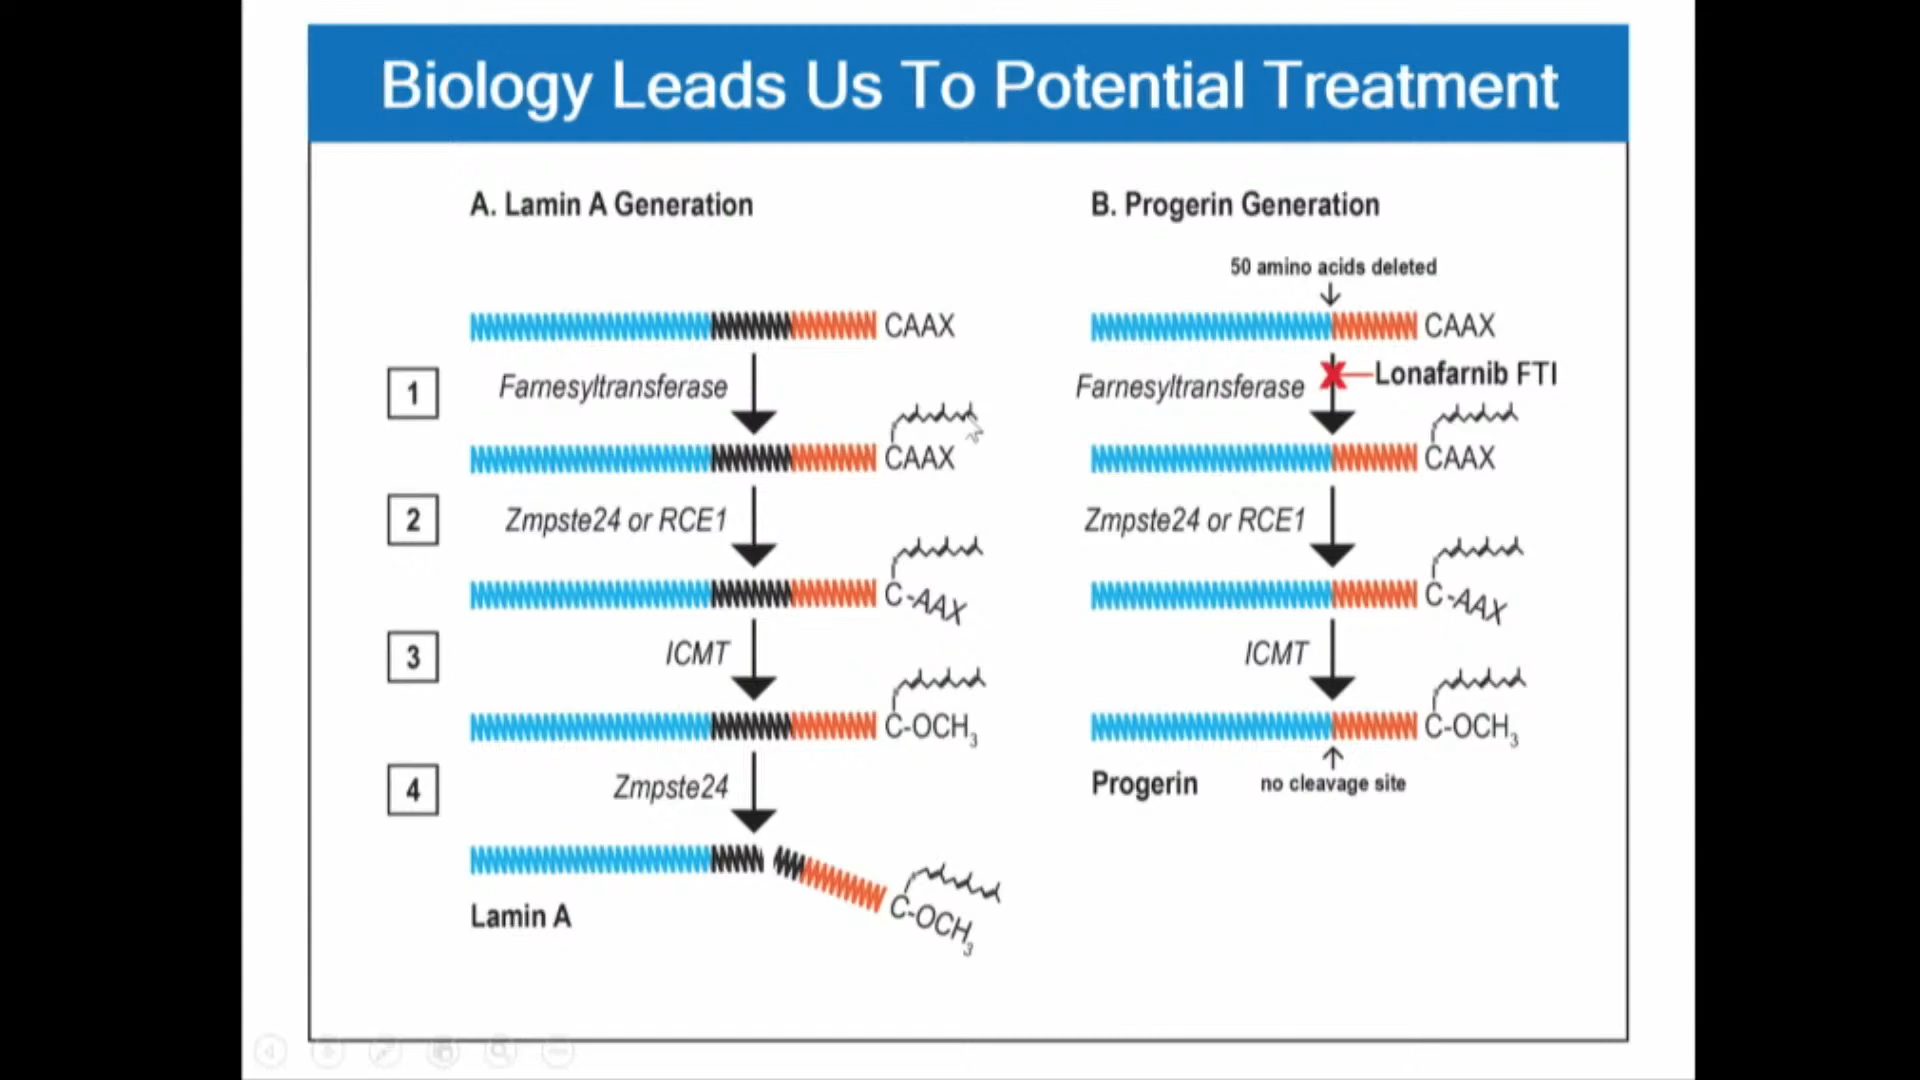 Biology Leads Us To Potential Treatment
A. Lamin A Generation
CAAX
1
Farnesyltransferase
CAAX
2
Zmpste24 or RCE1
C-AAX
3
ICMT
C-OCH3
4
Zmpste24
C-OCH3
Lamin A
B. Progerin Generation
50 amino acids deleted
CAAX
Farnesyltransferase
Lonafarnib FTI
CAAX
Zmpste24 or RCE1
C-AAX
ICMT
C-OCH3
Progerin
no cleavage site